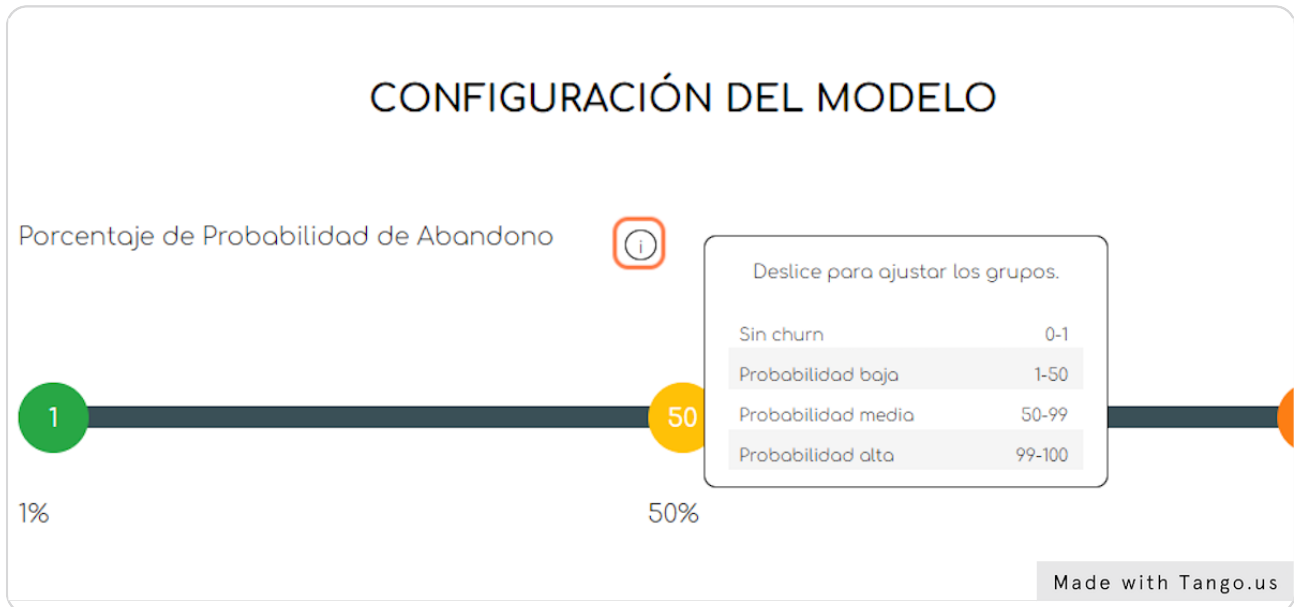 CONFIGURACIÓN DEL MODELO
Porcentaje de Probabilidad de Abandono
i
Deslice para ajustar los grupos.
Sin churn 0-1
Probabilidad baja 1-50
Probabilidad media 50-99
Probabilidad alta 99-100
1
50
1%
50%
Made with Tango.us